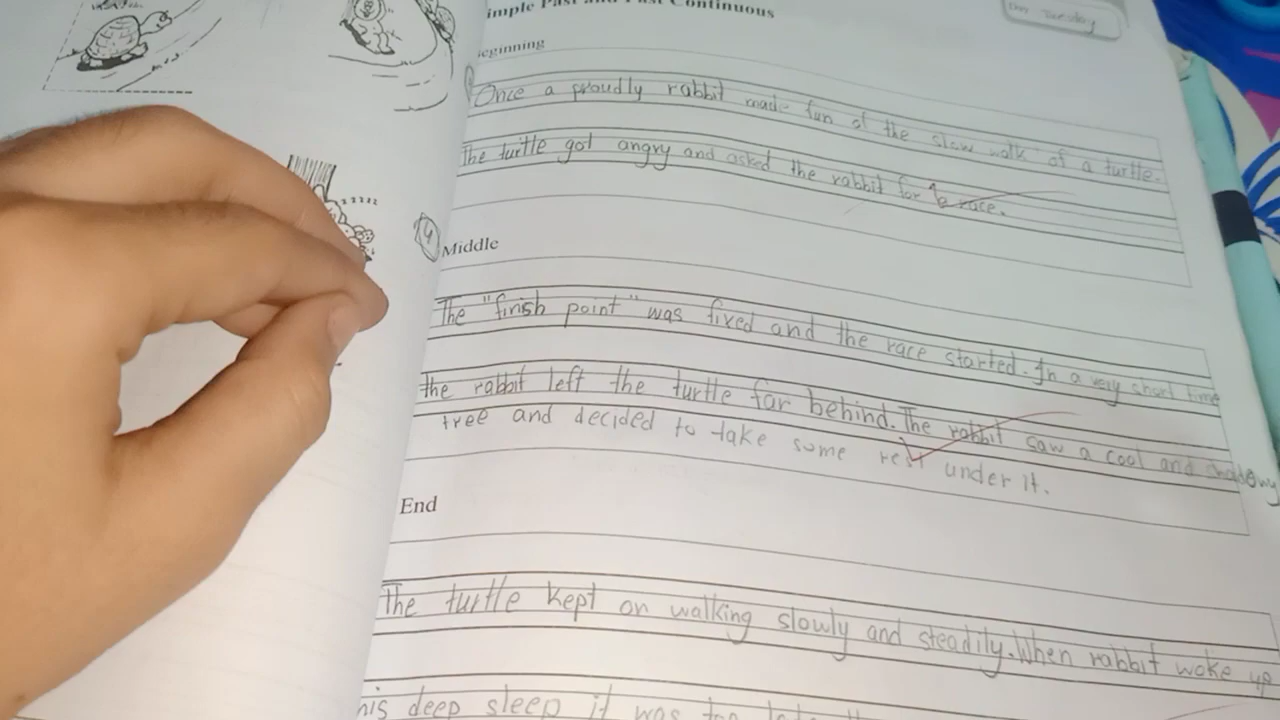 imple Past and Past Continuous
Day Tuesday
eginning
Once a proudly rabbit made fun of the slow walk of a turtle.
The turtle got angry and asked the rabbit for a race.
4
Middle
The "finish point" was fixed and the race started. In a very short time
the rabbit left the turtle far behind. The rabbit saw a cool and shadowy
tree and decided to take some rest under it.
End
The turtle kept on walking slowly and steadily. When rabbit woke up
his deep sleep it was too